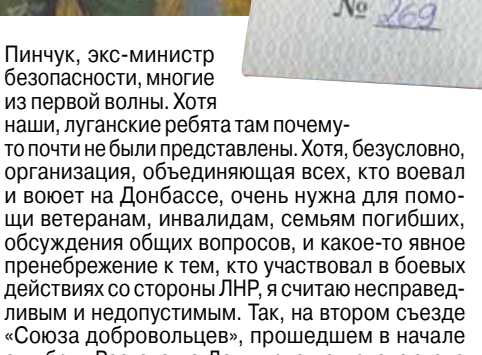 № 269
Пинчук, экс-министр
безопасности, многие
из первой волны. Хотя
наши, луганские ребята там почему-
то почти не были представлены. Хотя, безусловно,
организация, объединяющая всех, кто воевал
и воюет на Донбассе, очень нужна для помо-
щи ветеранам, инвалидам, семьям погибших,
обсуждения общих вопросов, и какое-то явное
пренебрежение к тем, кто участвовал в боевых
действиях со стороны ЛНР, я считаю несправед-
ливым и недопустимым. Так, на втором съезде
«Союза добровольцев», прошедшем в начале